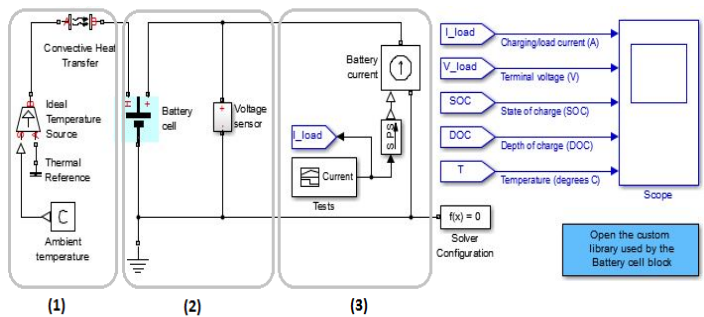 Convective Heat
Transfer
Ideal
Temperature
Source
Thermal
Reference
C
Ambient
temperature
H
+
Battery
cell
+
Voltage
sensor
-
Battery
current
I_load
S PS
Current
Tests
f(x) = 0
Solver
Configuration
I_load
Charging/load current (A)
V_load
Terminal voltage (V)
SOC
State of charge (SOC)
DOC
Depth of charge (DOC)
T
Temperature (degrees C)
Scope
Open the custom
library used by the
Battery cell block
(1)
(2)
(3)